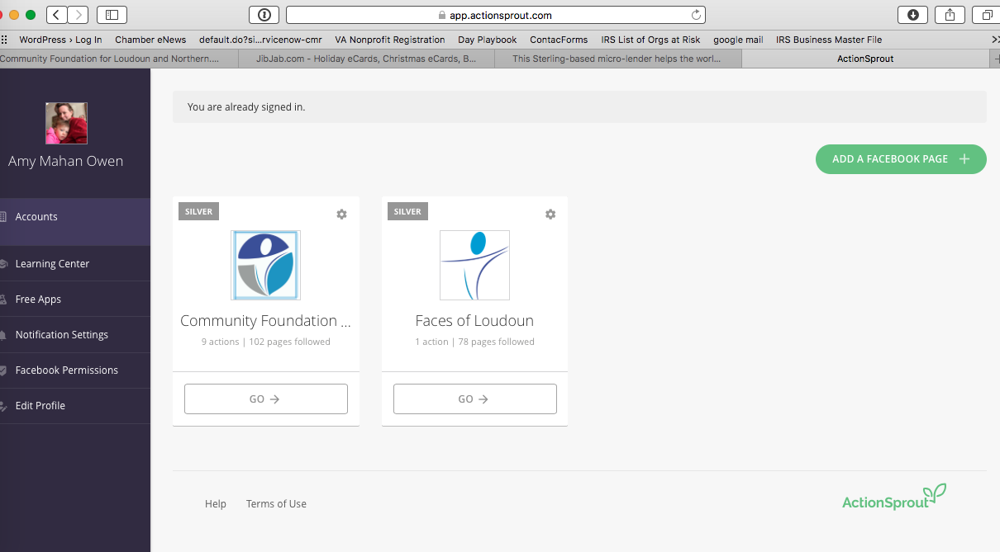 app.actionsprout.com
WordPress › Log In Chamber eNews default.do?si...rvicenow-cmr VA Nonprofit Registration Day Playbook ContacForms IRS List of Orgs at Risk google mail IRS Business Master File
Community Foundation for Loudoun and Northern.... JibJab.com - Holiday eCards, Christmas eCards, B... This Sterling-based micro-lender helps the worl... ActionSprout
Amy Mahan Owen
Accounts
Learning Center
Free Apps
Notification Settings
Facebook Permissions
Edit Profile
You are already signed in.
ADD A FACEBOOK PAGE +
SILVER
Community Foundation ...
9 actions | 102 pages followed
GO →
SILVER
Faces of Loudoun
1 action | 78 pages followed
GO →
Help Terms of Use
ActionSprout